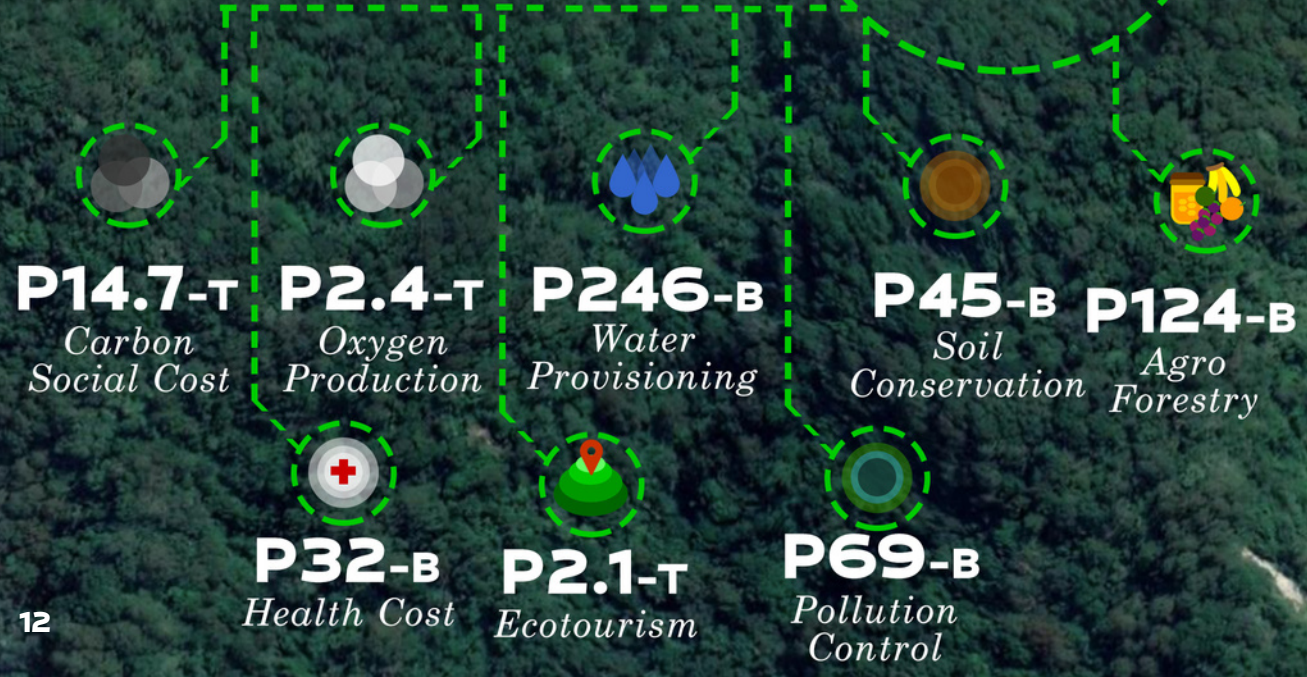 P14.7-T
Carbon
Social Cost
P2.4-T
Oxygen
Production
P246-B
Water
Provisioning
P45-B
Soil
Conservation
P124-B
Agro
Forestry
P32-B
Health Cost
P2.1-T
Ecotourism
P69-B
Pollution
Control
12